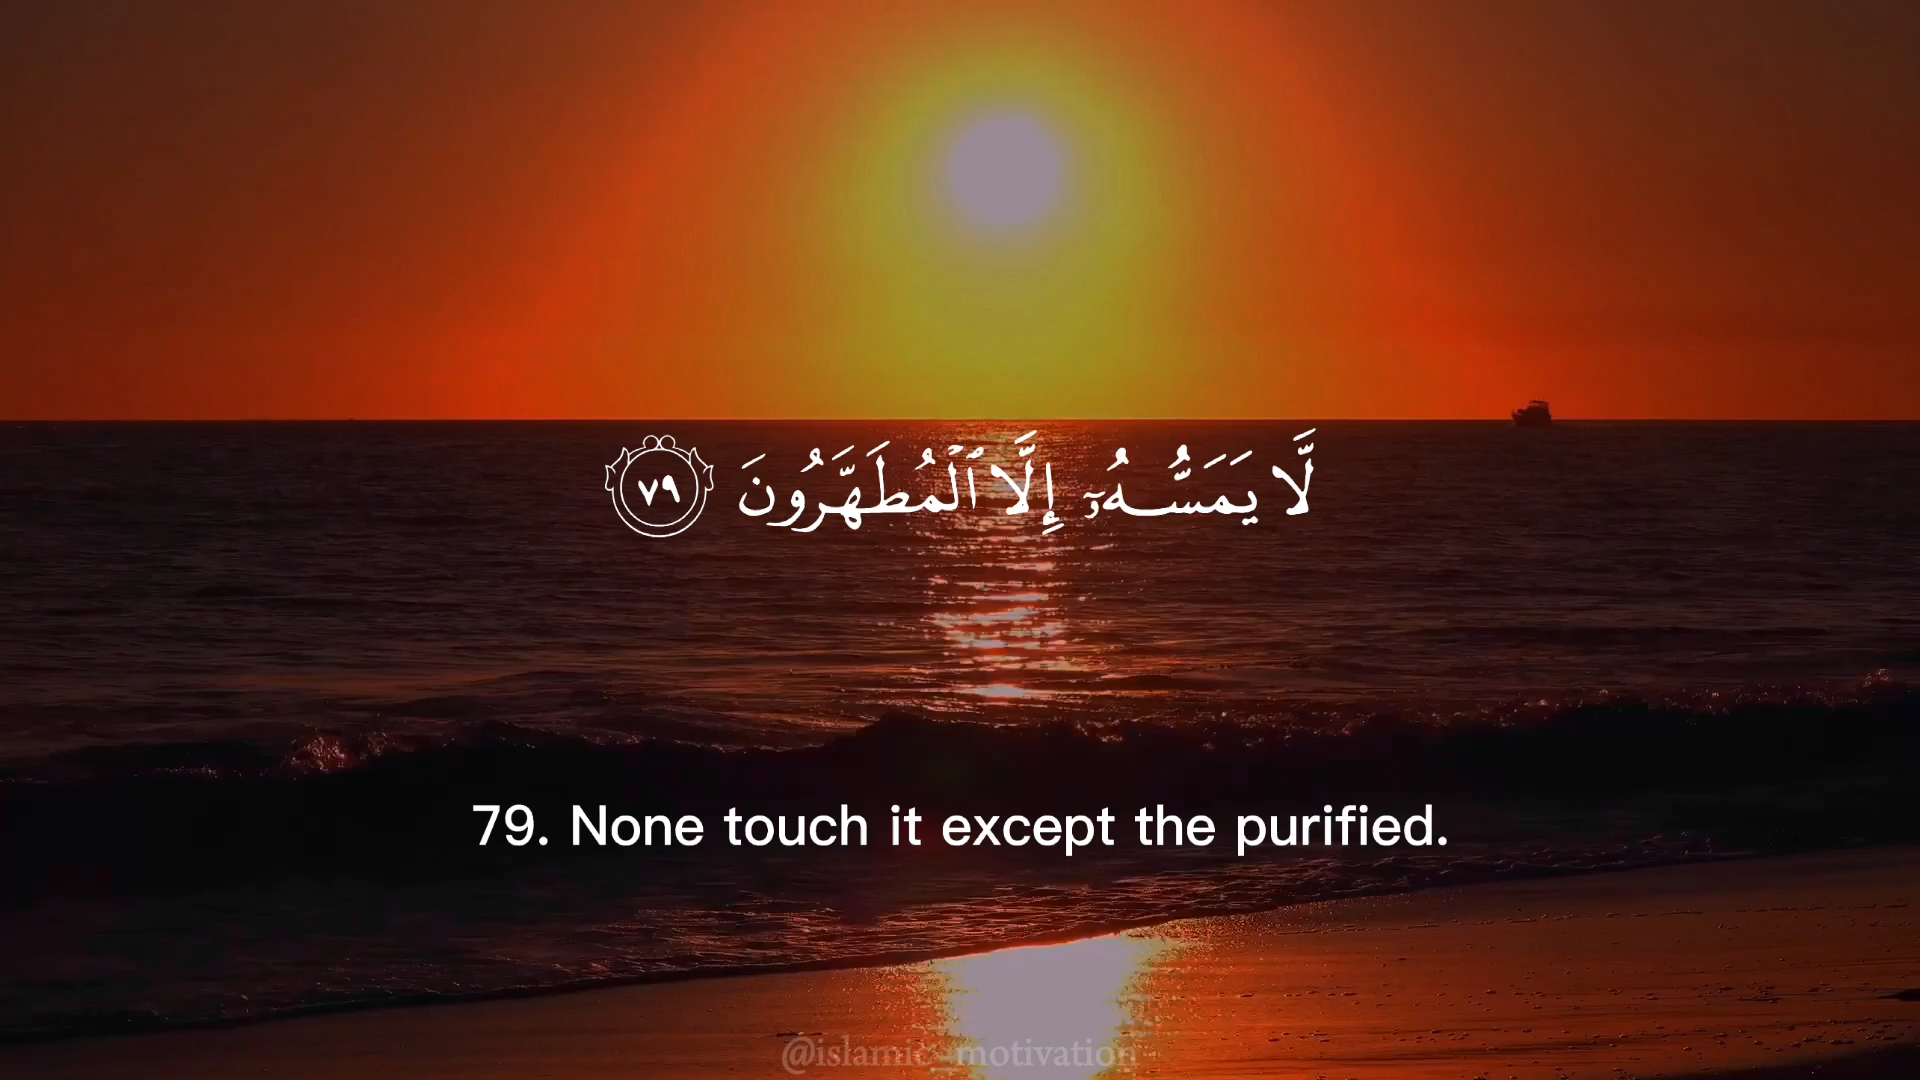 لَّا يَمَسُّهُۥٓ إِلَّا ٱلْمُطَهَّرُونَ ٧٩
79. None touch it except the purified.
@islamic_motivation